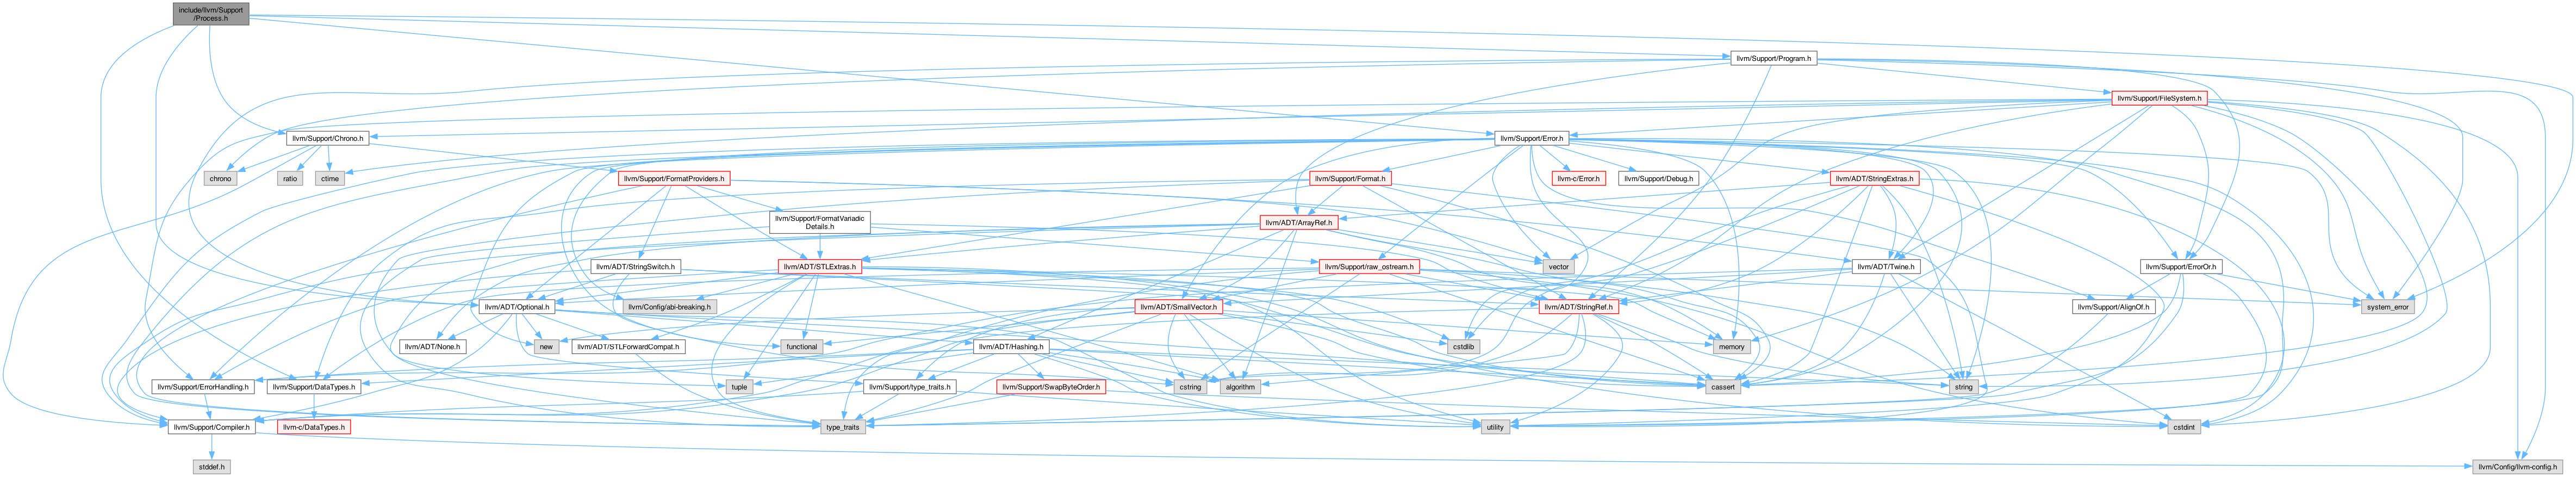 include/llvm/Support
/Process.h
llvm/Support/Program.h
llvm/Support/FileSystem.h
llvm/Support/Chrono.h
llvm/Support/Error.h
chrono
ratio
ctime
llvm/Support/FormatProviders.h
llvm/Support/Format.h
llvm-c/Error.h
llvm/Support/Debug.h
llvm/ADT/StringExtras.h
llvm/Support/FormatVariadic
Details.h
llvm/ADT/ArrayRef.h
llvm/ADT/StringSwitch.h
llvm/ADT/STLExtras.h
llvm/Support/raw_ostream.h
vector
llvm/ADT/Twine.h
llvm/Support/ErrorOr.h
llvm/ADT/Optional.h
llvm/Config/abi-breaking.h
llvm/ADT/SmallVector.h
llvm/ADT/StringRef.h
llvm/Support/AlignOf.h
system_error
llvm/ADT/None.h
new
llvm/ADT/STLForwardCompat.h
functional
llvm/ADT/Hashing.h
cstdlib
memory
llvm/Support/ErrorHandling.h
llvm/Support/DataTypes.h
tuple
llvm/Support/type_traits.h
llvm/Support/SwapByteOrder.h
cstring
algorithm
cassert
string
llvm/Support/Compiler.h
llvm-c/DataTypes.h
type_traits
utility
cstdint
stddef.h
llvm/Config/llvm-config.h